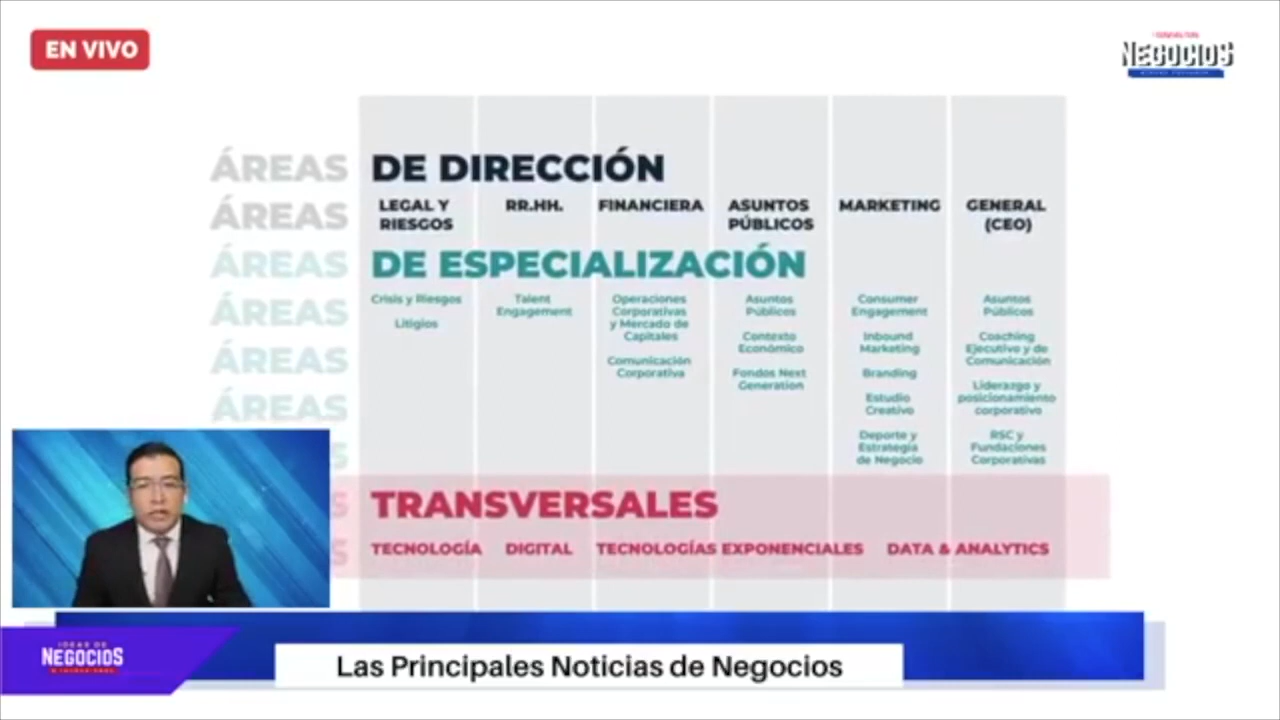 EN VIVO
NEGOCIOS
ÁREAS DE DIRECCIÓN
ÁREAS
LEGAL Y RIESGOS
RR.HH.
FINANCIERA
ASUNTOS PÚBLICOS
MARKETING
GENERAL (CEO)
ÁREAS DE ESPECIALIZACIÓN
ÁREAS
ÁREAS
ÁREAS
Crisis y Riesgos
Litigios
Talent
Engagement
Operaciones
Corporativas
y Mercado de
Capitales
Comunicación
Corporativa
Asuntos
Públicos
Contexto
Económico
Fondos Next
Generation
Consumer
Engagement
Inbound
Marketing
Branding
Estudio
Creativo
Deporte y
Estrategia
de Negocio
Asuntos
Públicos
Coaching
Ejecutivo y de
Comunicación
Liderazgo y
posicionamiento
corporativo
RSC y
Fundaciones
Corporativas
TRANSVERSALES
TECNOLOGÍA DIGITAL TECNOLOGÍAS EXPONENCIALES DATA & ANALYTICS
IDEAS DE
NEGOCIOS
Las Principales Noticias de Negocios